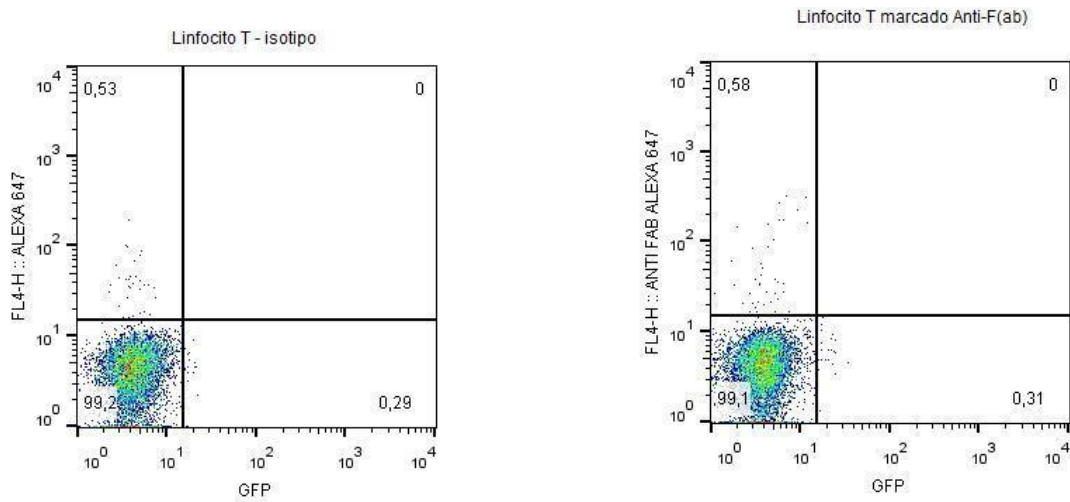 Linfocito T - isotipo
10^4
0,53
0
10^3
FL4-H :: ALEXA 647
10^2
10^1
99,2
0,29
10^0
10^0 10^1 10^2 10^3 10^4
GFP
Linfocito T marcado Anti-F(ab)
10^4
0,58
0
10^3
FL4-H :: ANTI FAB ALEXA 647
10^2
10^1
99,1
0,31
10^0
10^0 10^1 10^2 10^3 10^4
GFP